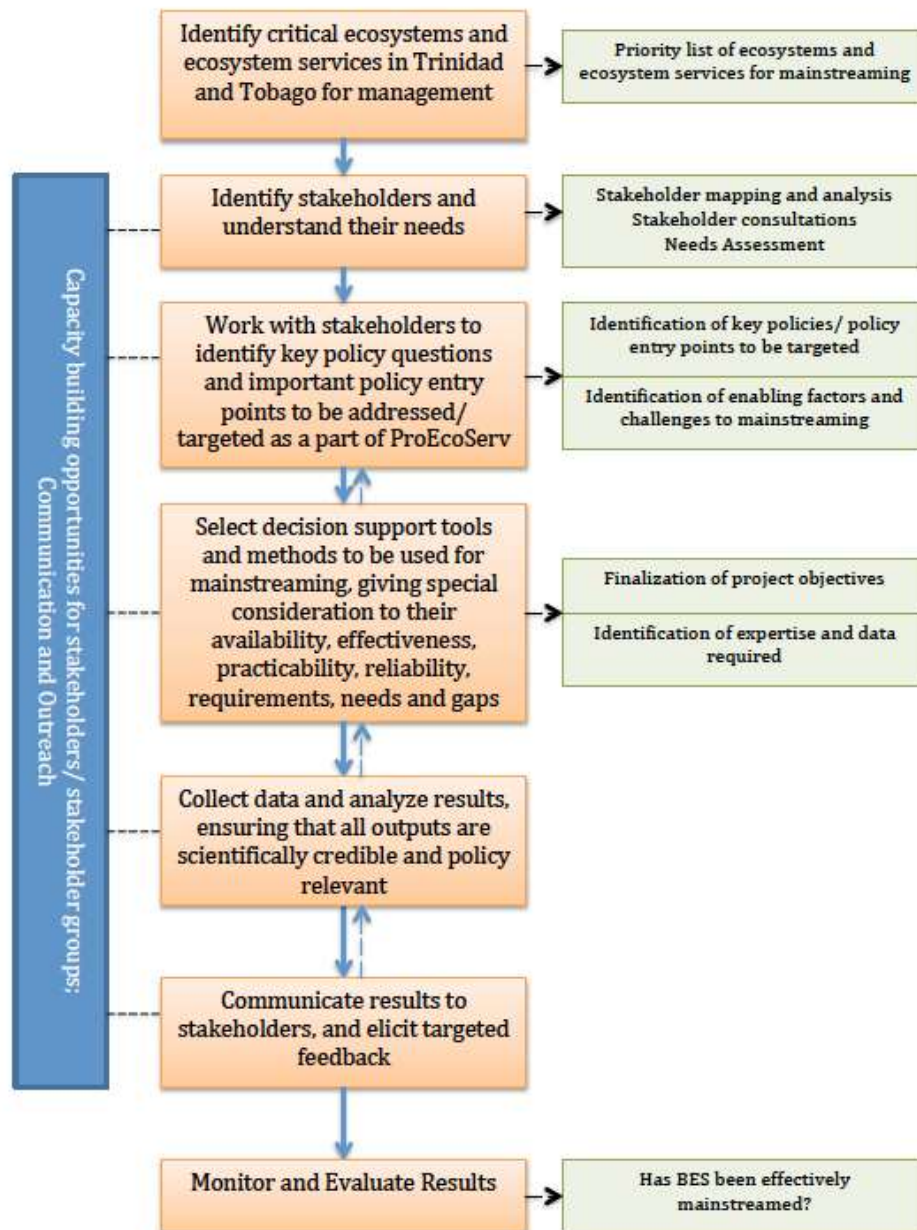 Identify critical ecosystems and
ecosystem services in Trinidad
and Tobago for management
Priority list of ecosystems and
ecosystem services for mainstreaming
Capacity building opportunities for stakeholders/ stakeholder groups;
Communication and Outreach
Identify stakeholders and
understand their needs
Stakeholder mapping and analysis
Stakeholder consultations
Needs Assessment
Work with stakeholders to
identify key policy questions
and important policy entry
points to be addressed/
targeted as a part of ProEcoServ
Identification of key policies/ policy
entry points to be targeted
Identification of enabling factors and
challenges to mainstreaming
Select decision support tools
and methods to be used for
mainstreaming, giving special
consideration to their
availability, effectiveness,
practicability, reliability,
requirements, needs and gaps
Finalization of project objectives
Identification of expertise and data
required
Collect data and analyze results,
ensuring that all outputs are
scientifically credible and policy
relevant
Communicate results to
stakeholders, and elicit targeted
feedback
Monitor and Evaluate Results
Has BES been effectively
mainstreamed?